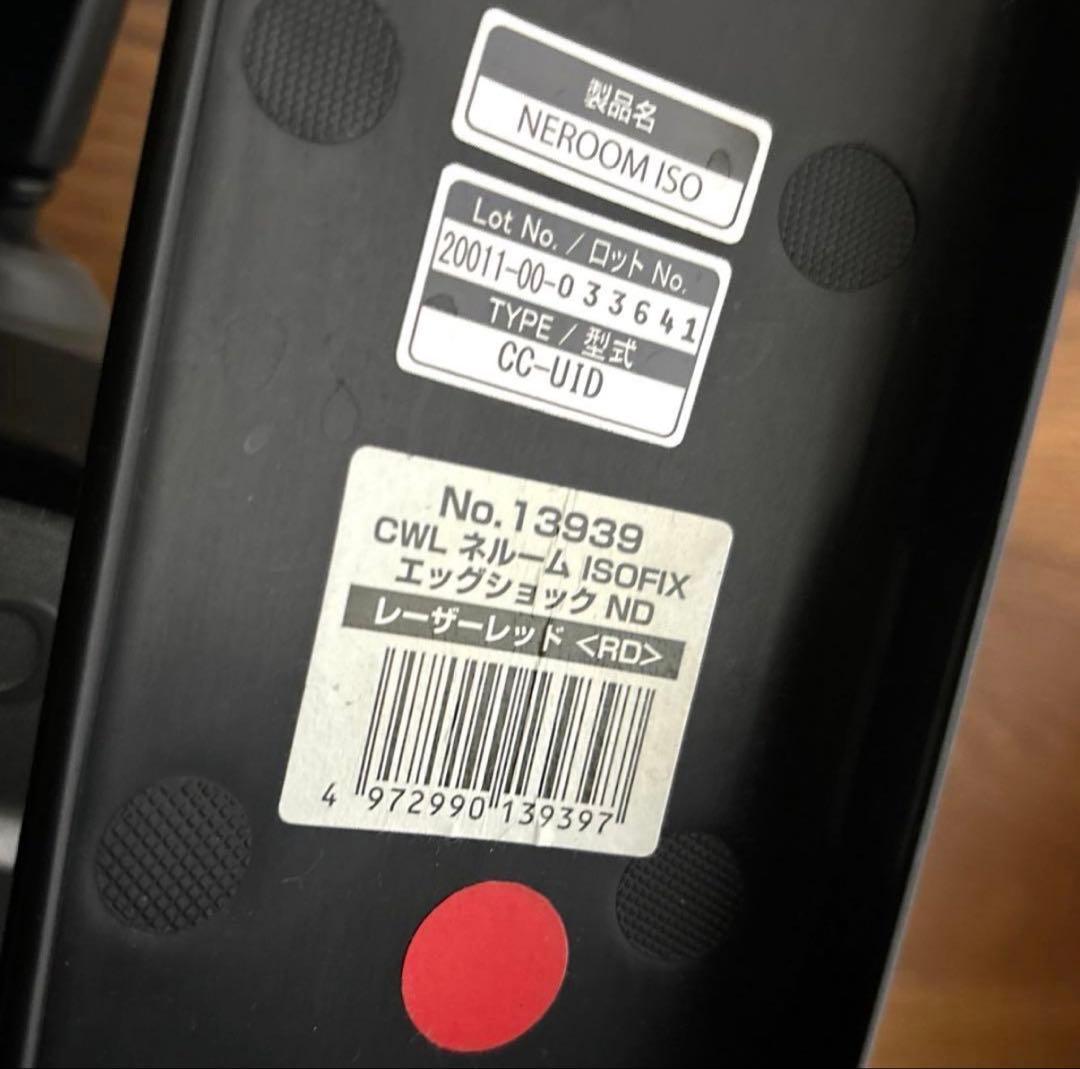 製品名
NEROOM ISO
Lot No. / ロット No.
20011-00-033641
TYPE / 型式
CC-UID
No.13939
CWL ネルーム ISOFIX
エッグショック ND
レーザーレッド <RD>
4 972990 139397